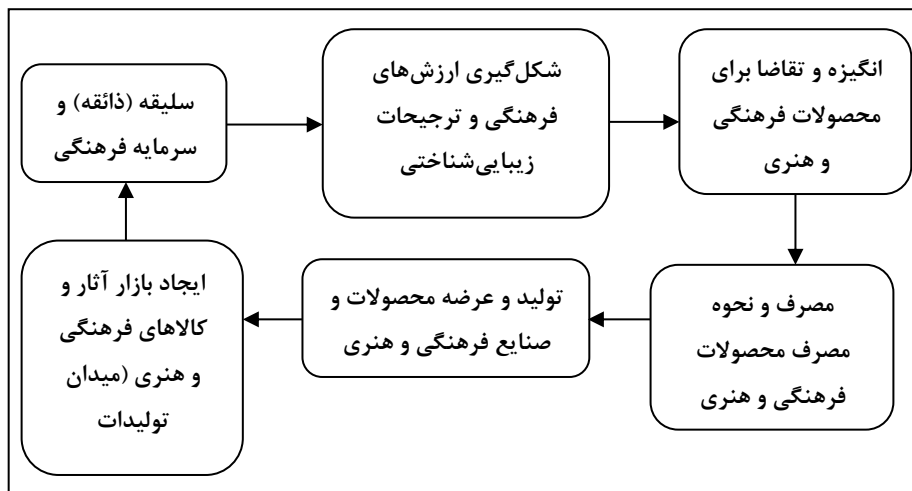 سلیقه (ذائقه) و
سرمایه فرهنگی
شکل‌گیری ارزش‌های
فرهنگی و ترجیحات
زیبایی‌شناختی
انگیزه و تقاضا برای
محصولات فرهنگی
و هنری
مصرف و نحوه
مصرف محصولات
فرهنگی و هنری
تولید و عرضه محصولات و
صنایع فرهنگی و هنری
ایجاد بازار آثار و
کالاهای فرهنگی
و هنری (میدان
تولیدات